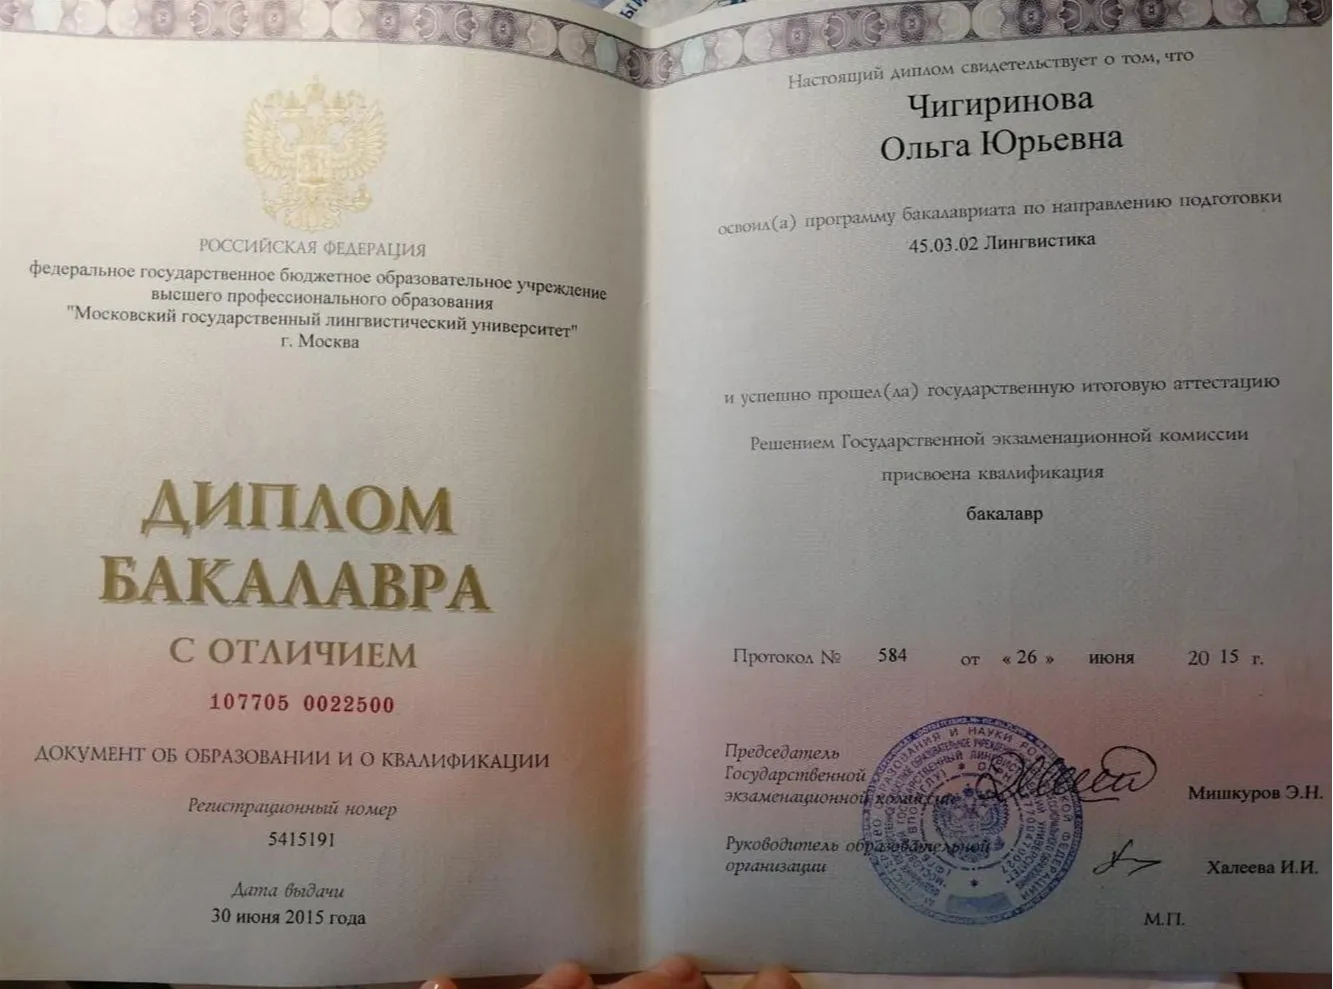 РОССИЙСКАЯ ФЕДЕРАЦИЯ
федеральное государственное бюджетное образовательное учреждение
высшего профессионального образования
"Московский государственный лингвистический университет"
г. Москва
ДИПЛОМ
БАКАЛАВРА
С ОТЛИЧИЕМ
107705 0022500
ДОКУМЕНТ ОБ ОБРАЗОВАНИИ И О КВАЛИФИКАЦИИ
Регистрационный номер
5415191
Дата выдачи
30 июня 2015 года
Настоящий диплом свидетельствует о том, что
Чигиринова
Ольга Юрьевна
освоил(а) программу бакалавриата по направлению подготовки
45.03.02 Лингвистика
и успешно прошел(ла) государственную итоговую аттестацию
Решением Государственной экзаменационной комиссии
присвоена квалификация
бакалавр
Протокол № 584 от « 26 » июня 20 15 г.
Председатель
Государственной
экзаменационной комиссии
Мишкуров Э.Н.
Руководитель образовательной
организации
Халеева И.И.
М.П.